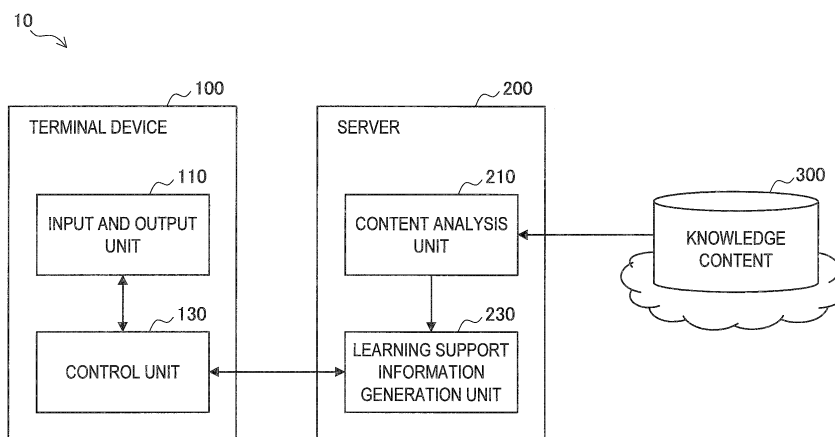 10
100
200
TERMINAL DEVICE
SERVER
110
210
300
INPUT AND OUTPUT
UNIT
CONTENT ANALYSIS
UNIT
KNOWLEDGE
CONTENT
130
230
CONTROL UNIT
LEARNING SUPPORT
INFORMATION
GENERATION UNIT